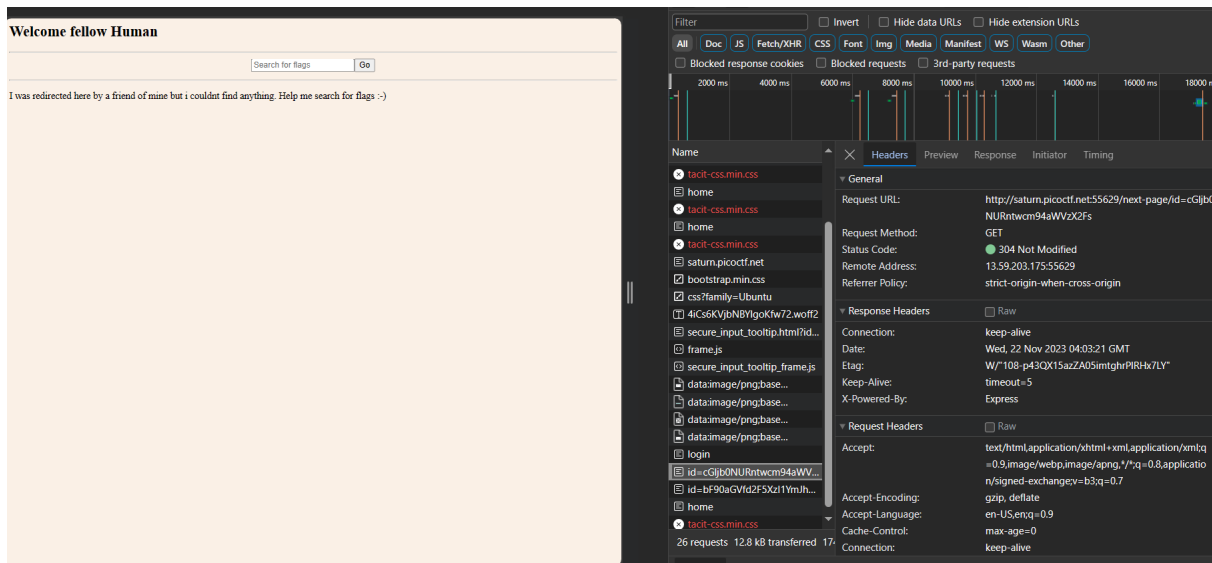 Welcome fellow Human
Search for flags Go
I was redirected here by a friend of mine but i couldnt find anything. Help me search for flags :-)
Filter Invert Hide data URLs Hide extension URLs
All Doc JS Fetch/XHR CSS Font Img Media Manifest WS Wasm Other
Blocked response cookies Blocked requests 3rd-party requests
2000 ms 4000 ms 6000 ms 8000 ms 10000 ms 12000 ms 14000 ms 16000 ms 18000
Name
tacit-css.min.css
home
tacit-css.min.css
home
tacit-css.min.css
saturn.picoctf.net
bootstrap.min.css
css?family=Ubuntu
4iCs6KVjbNBYlgoKfw72.woff2
secure_input_tooltip.html?id...
frame.js
secure_input_tooltip_frame.js
data:image/png;base...
data:image/png;base...
data:image/png;base...
data:image/png;base...
login
id=cGljb0NURntwcm94aWV...
id=bF90aGVfd2F5XzI1YmJh...
home
tacit-css.min.css
26 requests 12.8 kB transferred 17
Headers Preview Response Initiator Timing
General
Request URL: http://saturn.picoctf.net:55629/next-page/id=cGljb0
NURntwcm94aWVzX2Fs
Request Method: GET
Status Code: 304 Not Modified
Remote Address: 13.59.203.175:55629
Referrer Policy: strict-origin-when-cross-origin
Response Headers Raw
Connection: keep-alive
Date: Wed, 22 Nov 2023 04:03:21 GMT
Etag: W/"108-p43QX15azZA05imtghrPlRHx7LY"
Keep-Alive: timeout=5
X-Powered-By: Express
Request Headers Raw
Accept: text/html,application/xhtml+xml,application/xml;q
=0.9,image/webp,image/apng,*/*;q=0.8,applicatio
n/signed-exchange;v=b3;q=0.7
Accept-Encoding: gzip, deflate
Accept-Language: en-US,en;q=0.9
Cache-Control: max-age=0
Connection: keep-alive